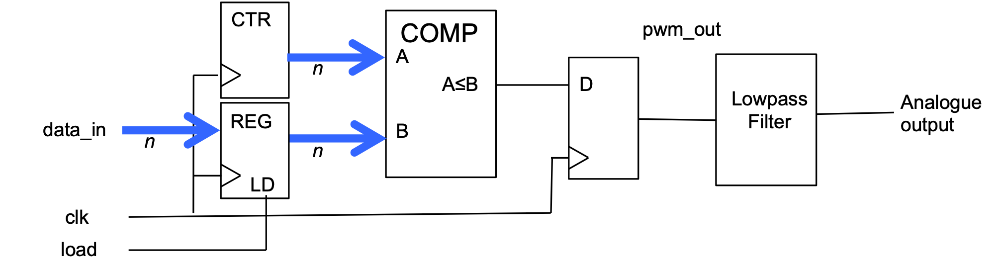 CTR
n
COMP
A
A≤B
B
pwm_out
D
Lowpass
Filter
Analogue
output
data_in
n
REG
n
LD
clk
load